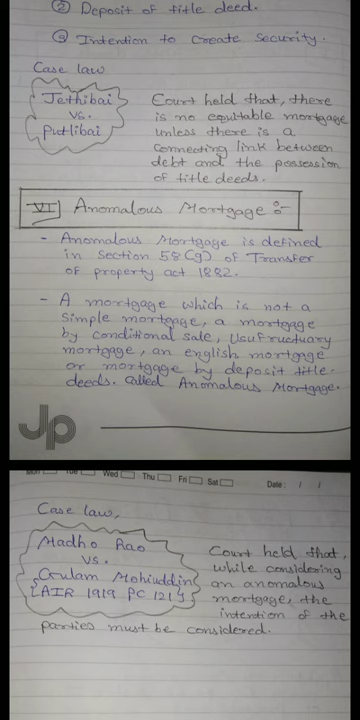 ② Deposit of title deed.
③ Intention to create security.
Case law
Jethibai
vs.
Putlibai
Court held that, there
is no equitable mortgage
unless there is a
connecting link between
debt and the possession
of title deeds.
VI Anomalous Mortgage :-
- Anomalous Mortgage is defined
in section 58(g) of Transfer
of property act 1882.
- A mortgage which is not a
simple mortgage, a mortgage
by conditional sale, usufructuary
mortgage, an english mortgage
or mortgage by deposit title-
deeds. Called Anomalous Mortgage.
Jp
Mon Tue Wed Thu Fri Sat Date : / /
Case law,
Madho Rao
vs.
Gulam Mohiuddin
{AIR 1919 PC 121}
Court held that,
while considering
an anomalous
mortgage, the
intention of the
parties must be considered.